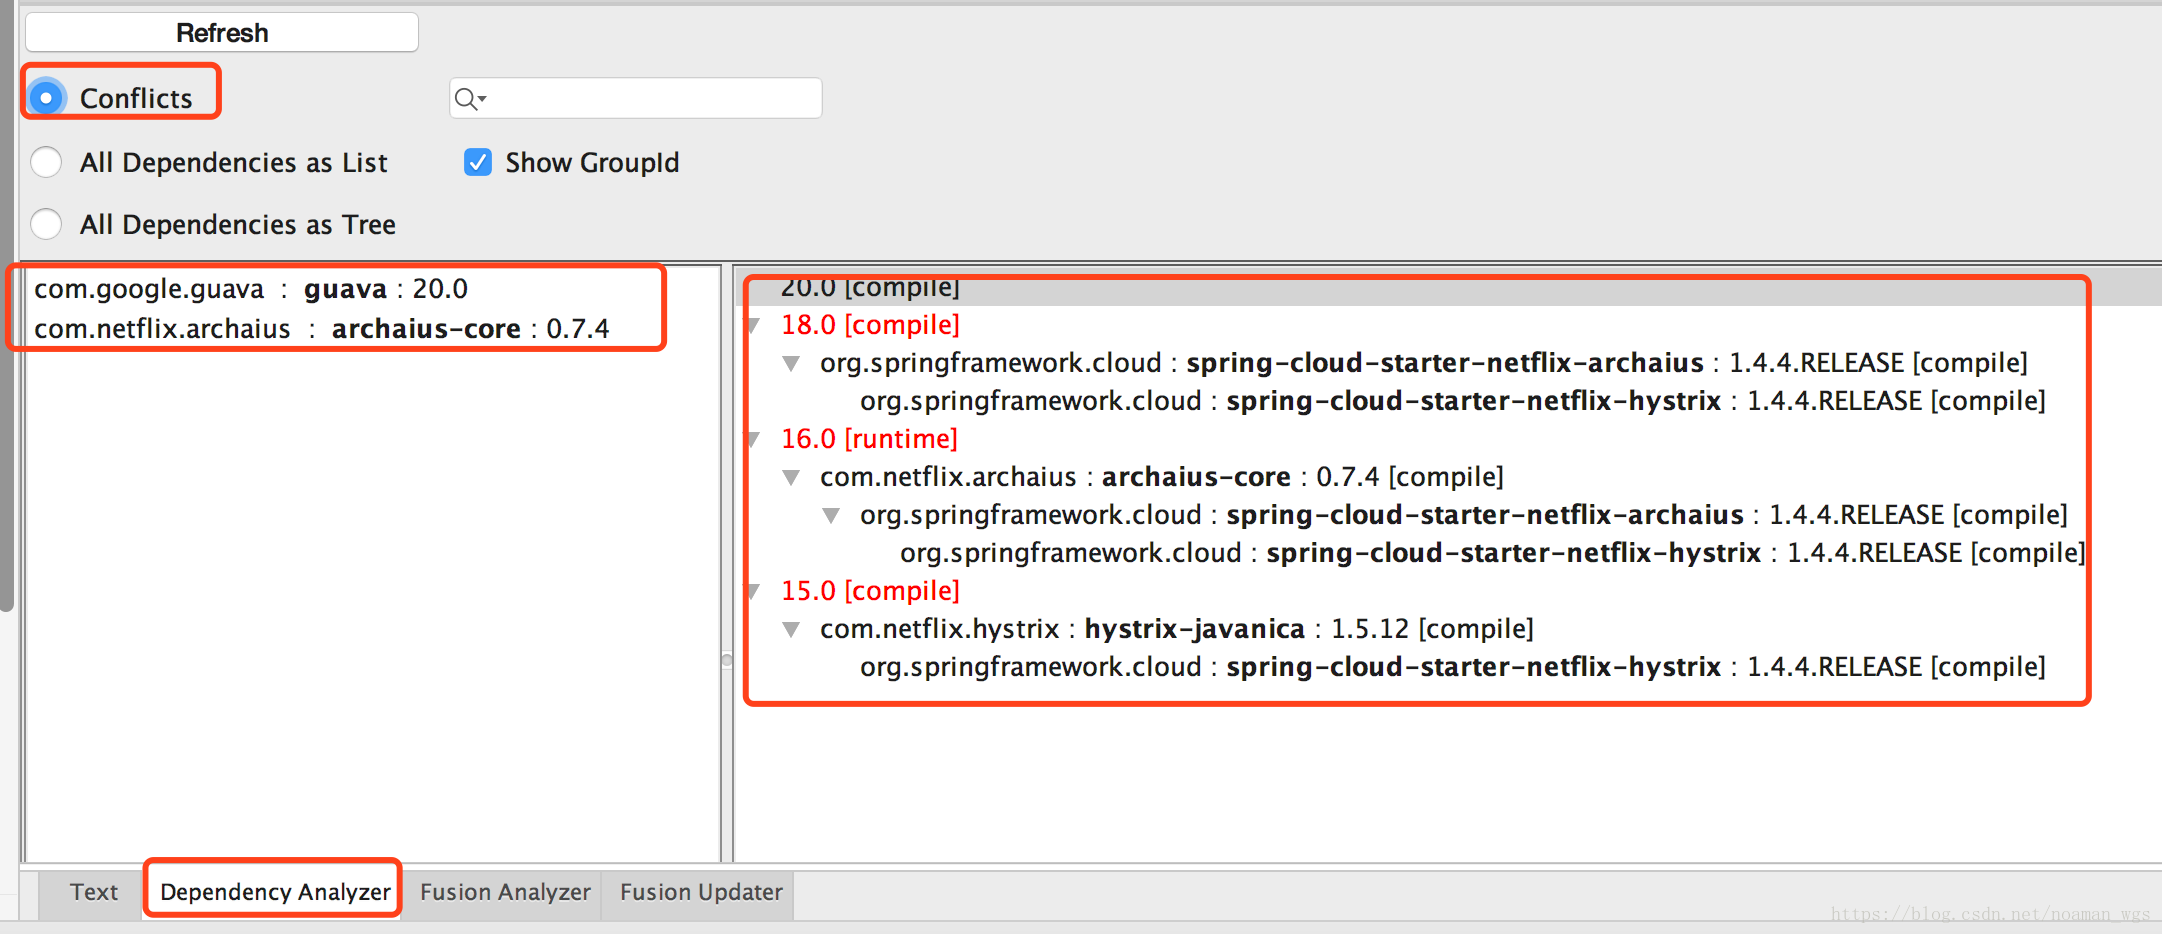 Refresh
Conflicts
All Dependencies as List
Show GroupId
All Dependencies as Tree
com.google.guava : guava : 20.0
com.netflix.archaius : archaius-core : 0.7.4
20.0 [compile]
18.0 [compile]
org.springframework.cloud : spring-cloud-starter-netflix-archaius : 1.4.4.RELEASE [compile]
org.springframework.cloud : spring-cloud-starter-netflix-hystrix : 1.4.4.RELEASE [compile]
16.0 [runtime]
com.netflix.archaius : archaius-core : 0.7.4 [compile]
org.springframework.cloud : spring-cloud-starter-netflix-archaius : 1.4.4.RELEASE [compile]
org.springframework.cloud : spring-cloud-starter-netflix-hystrix : 1.4.4.RELEASE [compile]
15.0 [compile]
com.netflix.hystrix : hystrix-javanica : 1.5.12 [compile]
org.springframework.cloud : spring-cloud-starter-netflix-hystrix : 1.4.4.RELEASE [compile]
Text
Dependency Analyzer
Fusion Analyzer
Fusion Updater
https://blog.csdn.net/noaman_wgs